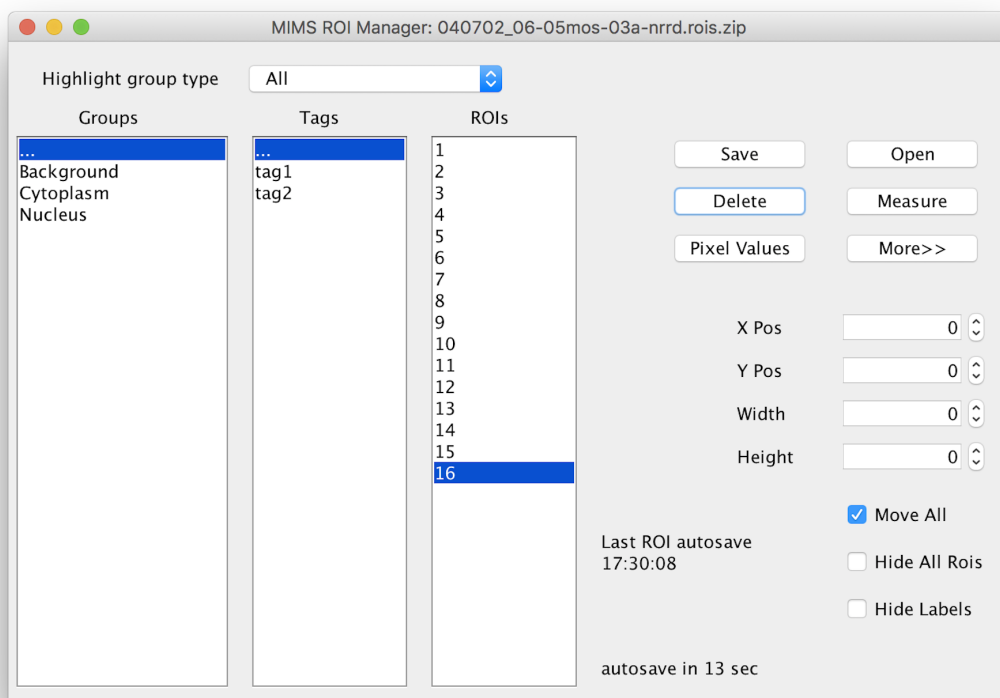 MIMS ROI Manager: 040702_06-05mos-03a-nrrd.rois.zip
Highlight group type
All
Groups
Tags
ROIs
...
Background
Cytoplasm
Nucleus
...
tag1
tag2
1
2
3
4
5
6
7
8
9
10
11
12
13
14
15
16
Save
Open
Delete
Measure
Pixel Values
More>>
X Pos
0
Y Pos
0
Width
0
Height
0
Move All
Last ROI autosave
17:30:08
Hide All Rois
Hide Labels
autosave in 13 sec